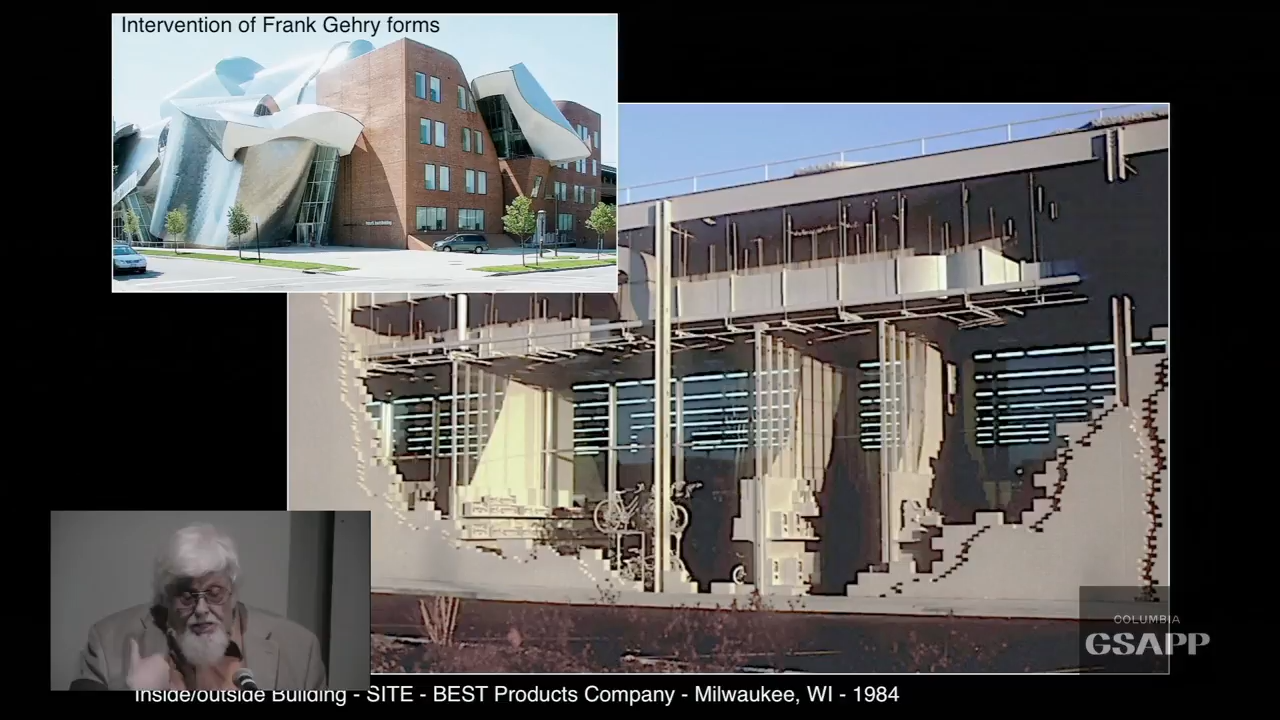 Intervention of Frank Gehry forms
COLUMBIA
GSAPP
Inside/outside Building - SITE - BEST Products Company - Milwaukee, WI - 1984